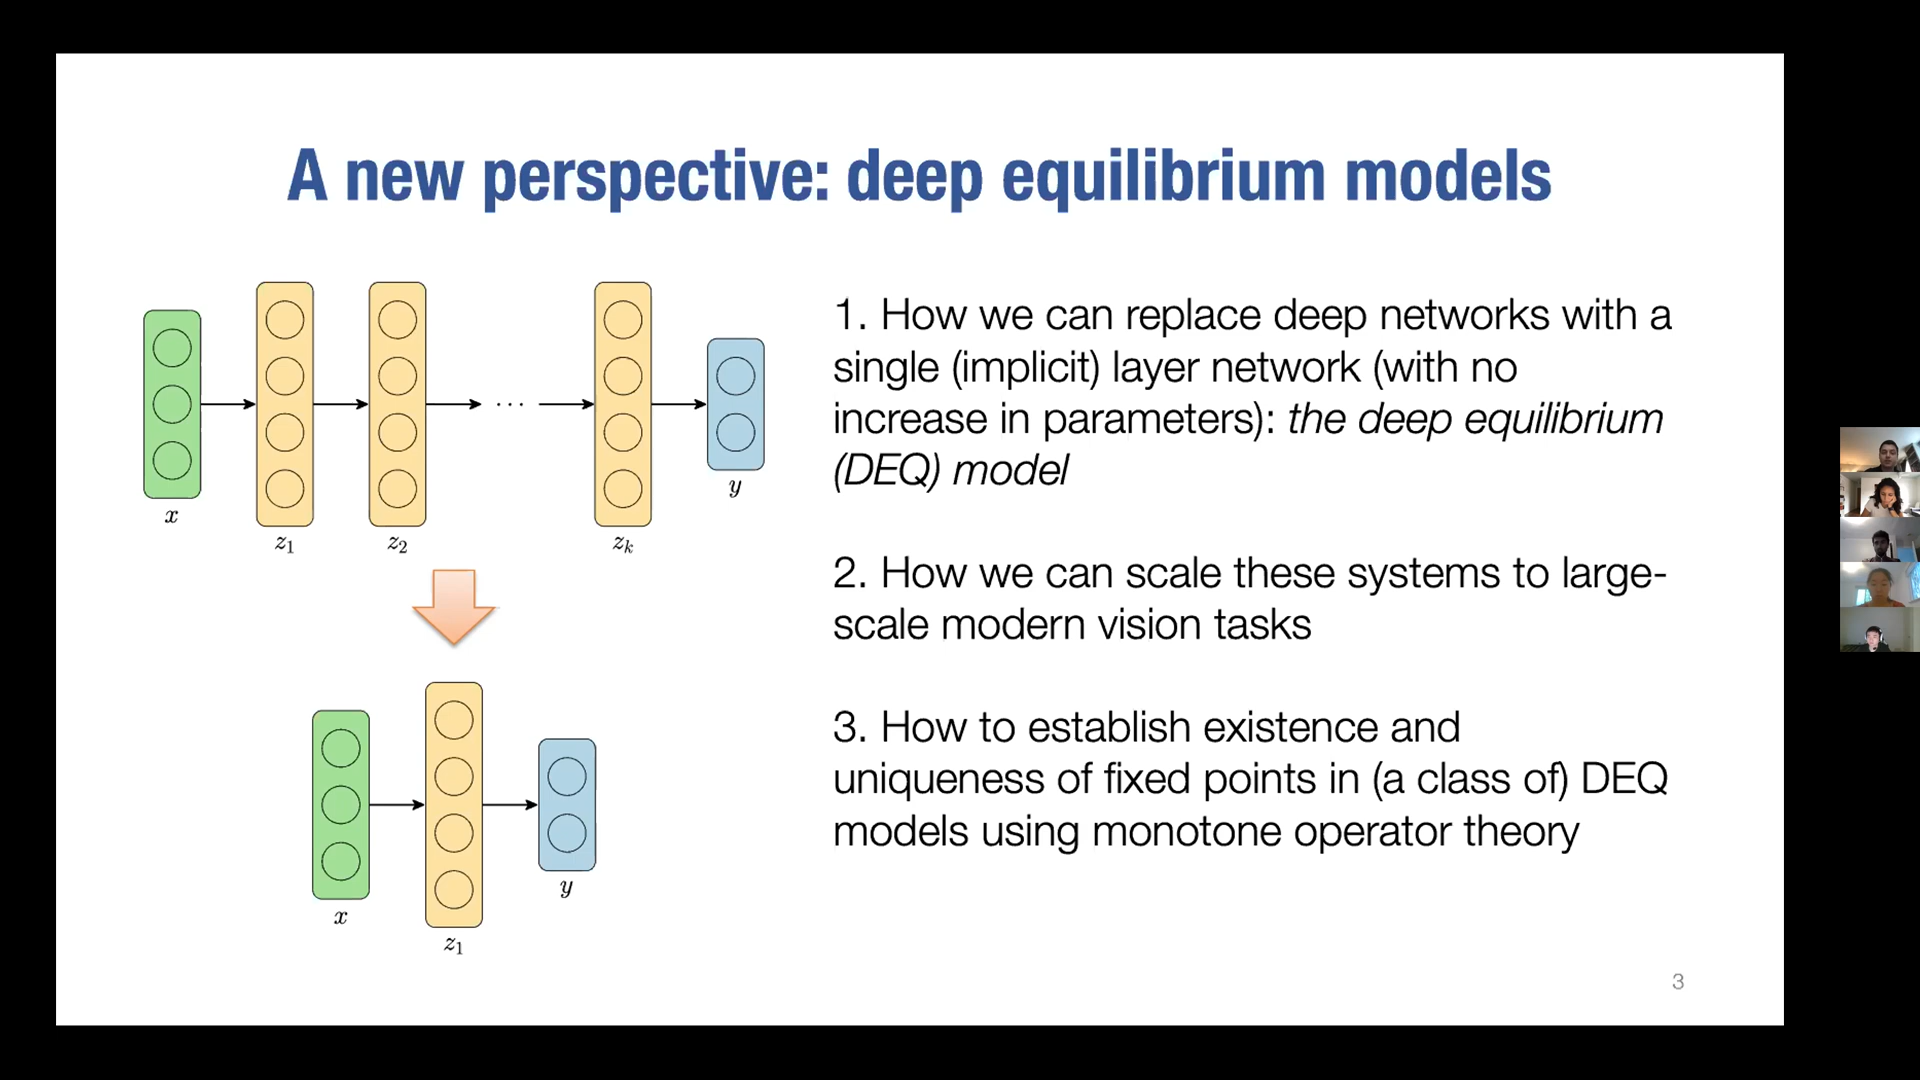 A new perspective: deep equilibrium models
x
z1
z2
...
zk
y
x
z1
y
1. How we can replace deep networks with a
single (implicit) layer network (with no
increase in parameters): the deep equilibrium
(DEQ) model
2. How we can scale these systems to large-
scale modern vision tasks
3. How to establish existence and
uniqueness of fixed points in (a class of) DEQ
models using monotone operator theory
3